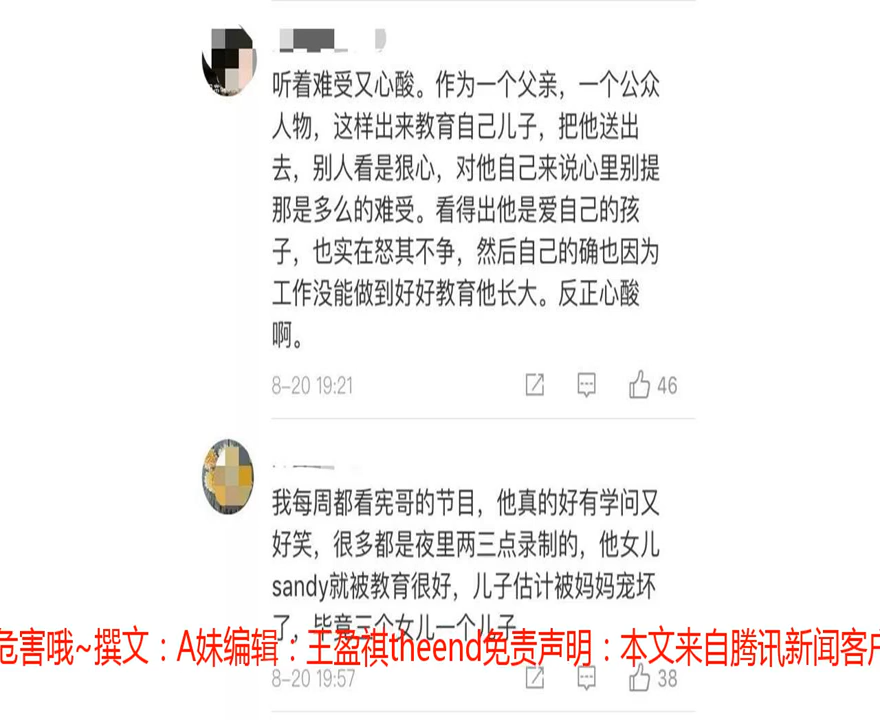 听着难受又心酸。作为一个父亲，一个公众
人物，这样出来教育自己儿子，把他送出
去，别人看是狠心，对他自己来说心里别提
那是多么的难受。看得出他是爱自己的孩
子，也实在怒其不争，然后自己的确也因为
工作没能做到好好教育他长大。反正心酸
啊。
8-20 19:21
46
我每周都看宪哥的节目，他真的好有学问又
好笑，很多都是夜里两三点录制的，他女儿
sandy就被教育很好，儿子估计被妈妈宠坏
了，毕竟三个女儿一个儿子
危害哦~撰文：A妹编辑：王盈祺theend免责声明：本文来自腾讯新闻客户
8-20 19:57
38